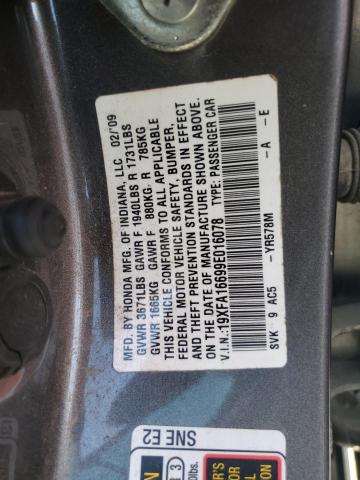 MFD. BY HONDA MFG. OF INDIANA, LLC 02/'09
GVWR 3671LBS GAWR F 1940LBS R 1731LBS
GVWR 1665KG GAWR F 880KG R 785KG
THIS VEHICLE CONFORMS TO ALL APPLICABLE
FEDERAL MOTOR VEHICLE SAFETY, BUMPER,
AND THEFT PREVENTION STANDARDS IN EFFECT
ON THE DATE OF MANUFACTURE SHOWN ABOVE.
V.I.N.:19XFA16699E016078 TYPE: PASSENGER CAR
SVK 9 AC5 -YR578M -A -E
SNE E2
3
lbs.